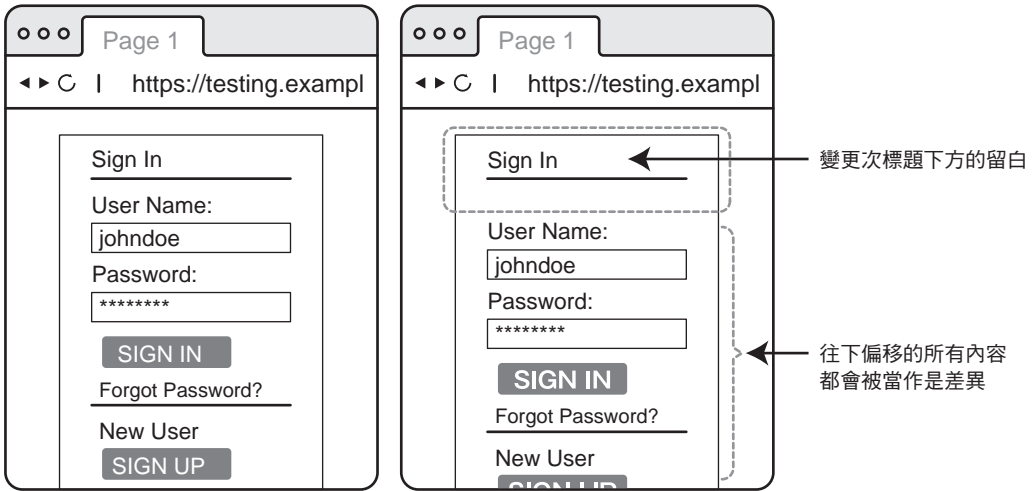 Page 1
https://testing.exampl
Sign In
User Name:
johndoe
Password:
********
SIGN IN
Forgot Password?
New User
SIGN UP
Page 1
https://testing.exampl
Sign In
User Name:
johndoe
Password:
********
SIGN IN
Forgot Password?
New User
SIGN UP
變更次標題下方的留白
往下偏移的所有內容
都會被當作是差異